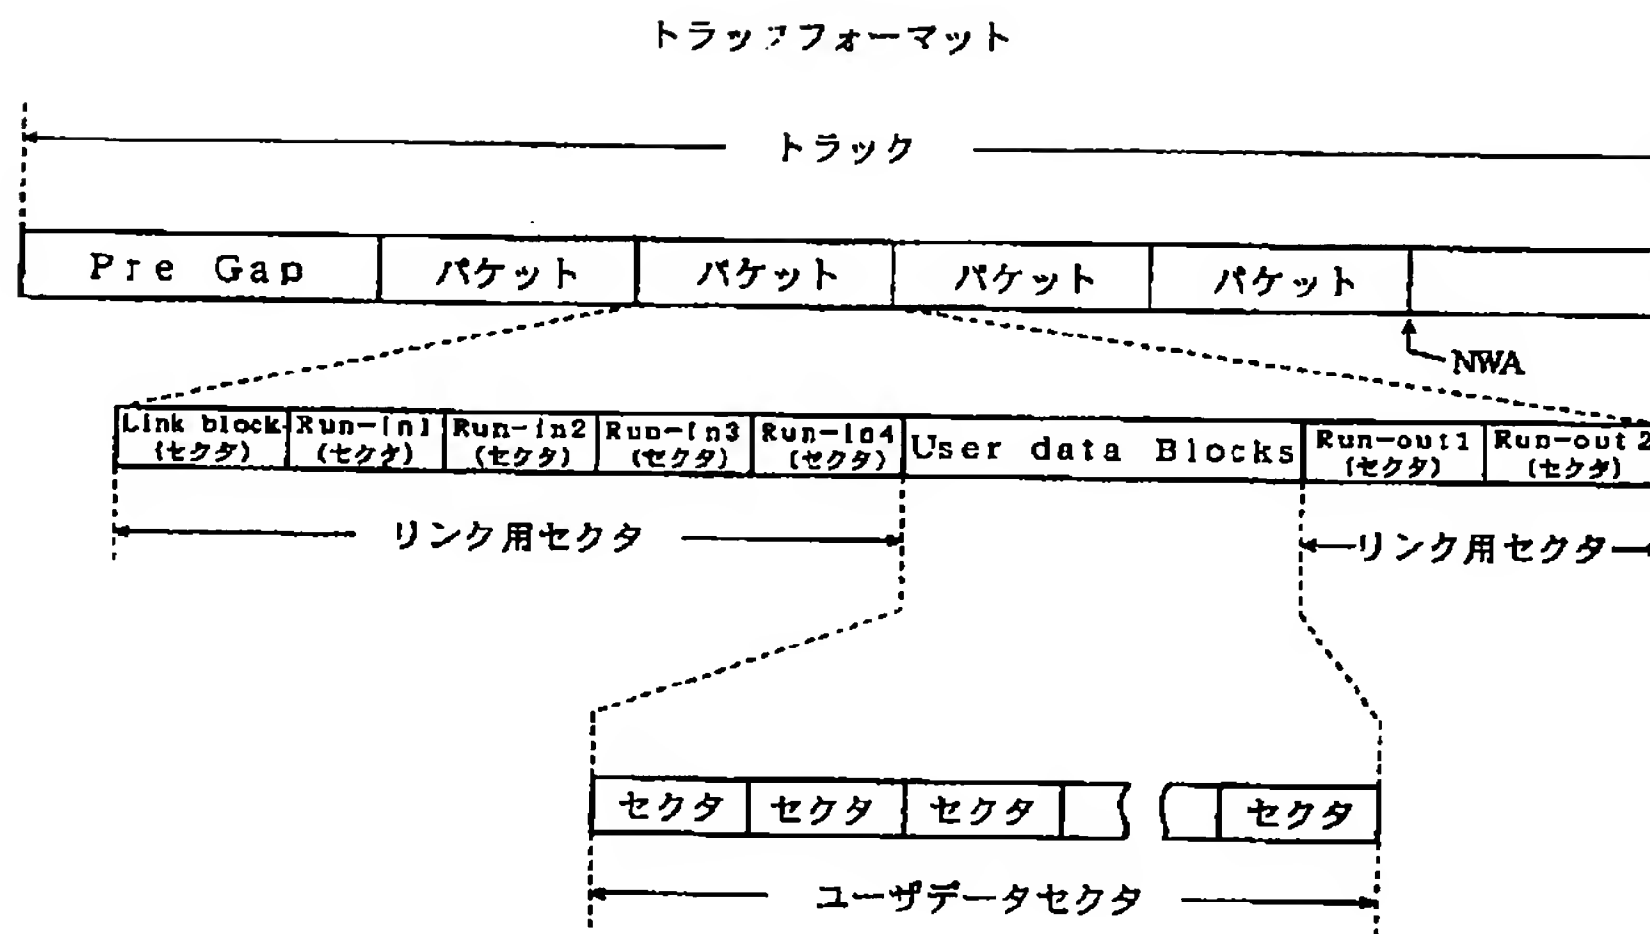 トラックフォーマット
トラック
Pre Gap
パケット
パケット
パケット
パケット
NWA
Link block
(セクタ)
Run-in1
(セクタ)
Run-in2
(セクタ)
Run-in3
(セクタ)
Run-in4
(セクタ)
User data Blocks
Run-out1
(セクタ)
Run-out2
(セクタ)
リンク用セクタ
リンク用セクタ
セクタ
セクタ
セクタ
セクタ
ユーザデータセクタ